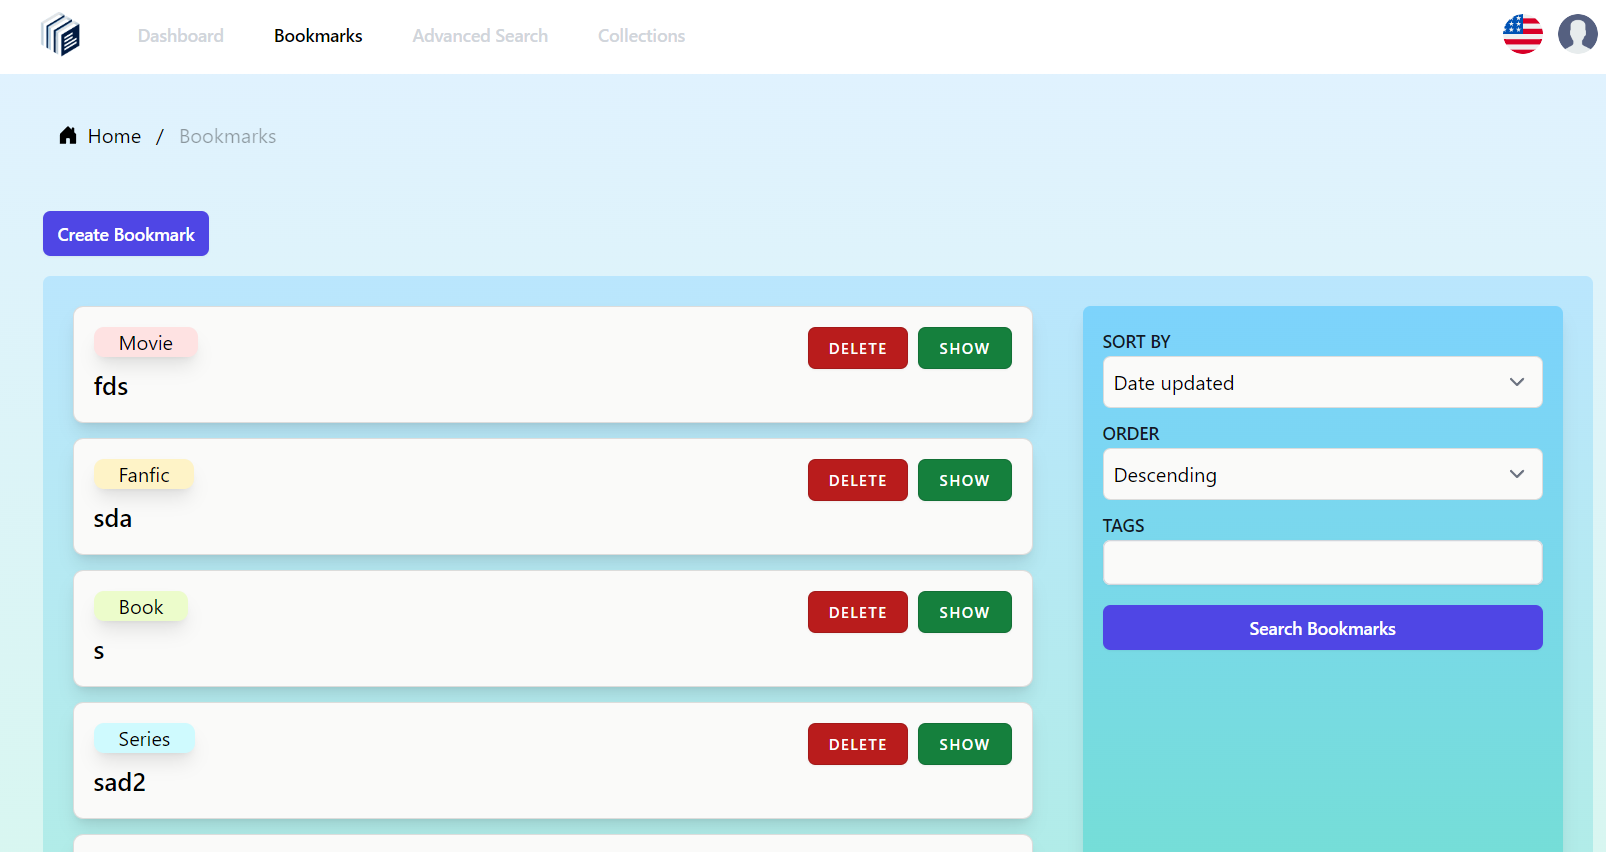 Dashboard Bookmarks Advanced Search Collections
Home / Bookmarks
Create Bookmark
Movie
fds
DELETE SHOW
Fanfic
sda
DELETE SHOW
Book
s
DELETE SHOW
Series
sad2
DELETE SHOW
SORT BY
Date updated
ORDER
Descending
TAGS
Search Bookmarks